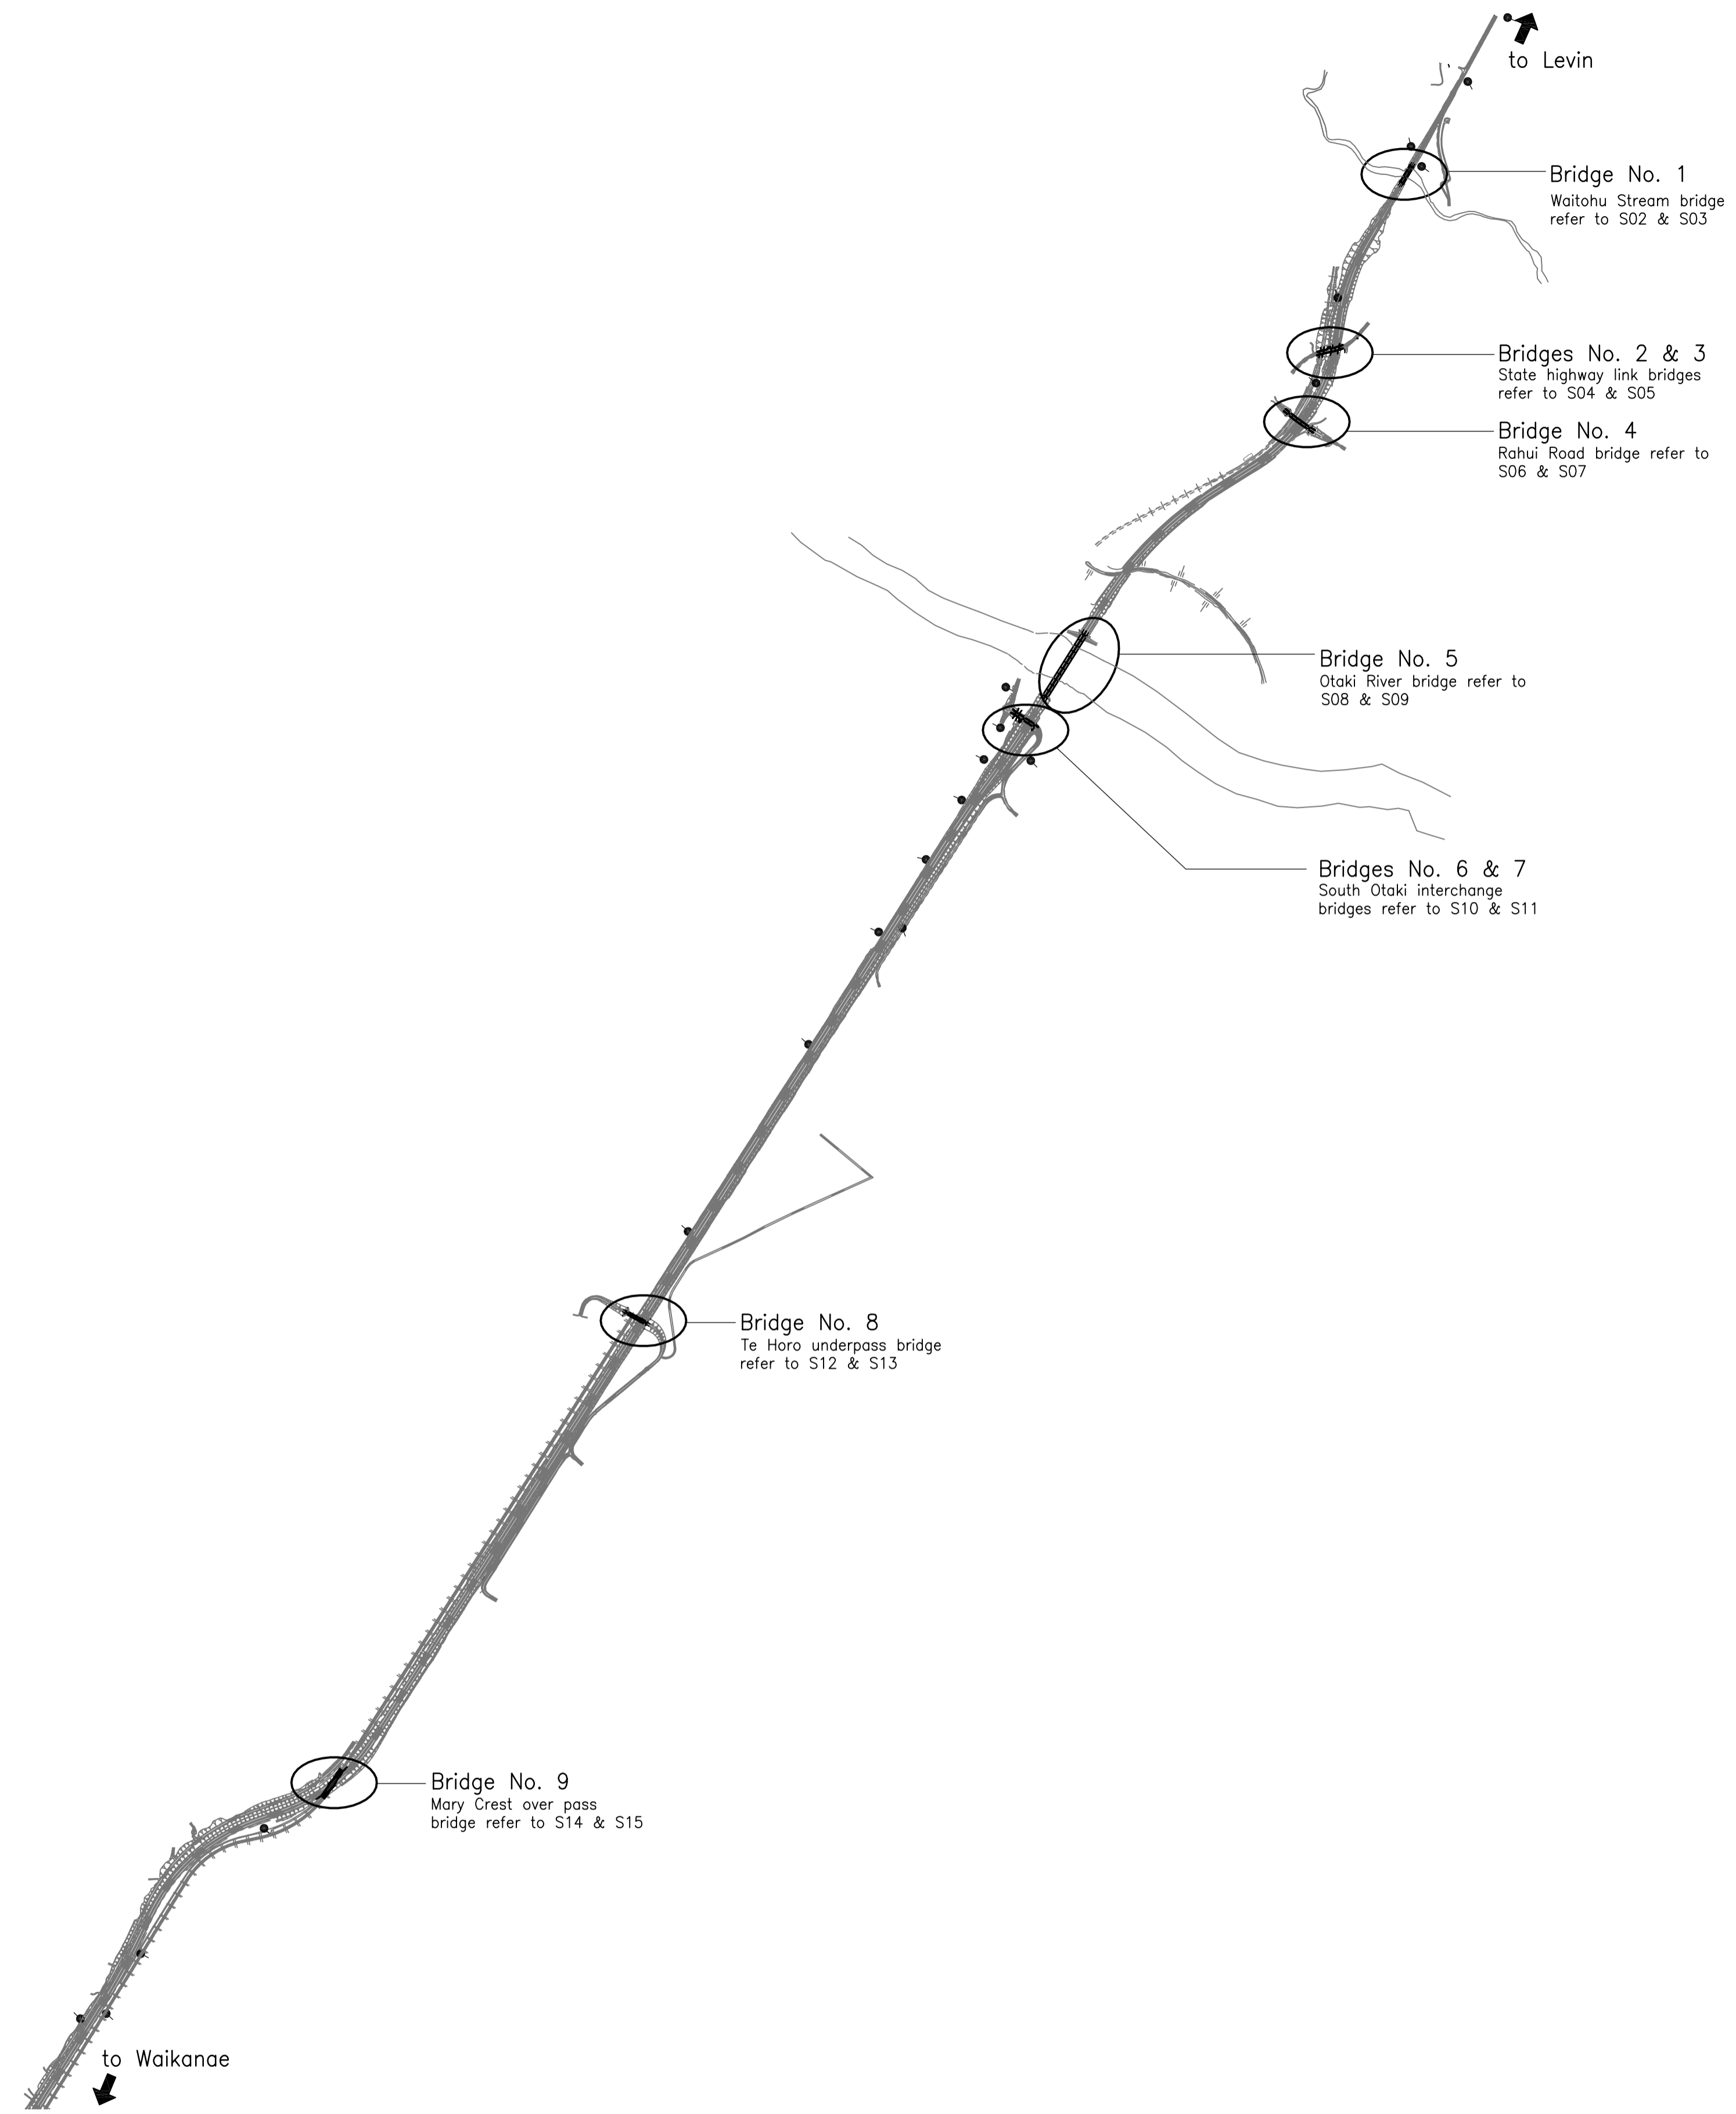 to Levin
Bridge No. 1
Waitohu Stream bridge
refer to S02 & S03
Bridges No. 2 & 3
State highway link bridges
refer to S04 & S05
Bridge No. 4
Rahui Road bridge refer to
S06 & S07
Bridge No. 5
Otaki River bridge refer to
S08 & S09
Bridges No. 6 & 7
South Otaki interchange
bridges refer to S10 & S11
Bridge No. 8
Te Horo underpass bridge
refer to S12 & S13
Bridge No. 9
Mary Crest over pass
bridge refer to S14 & S15
to Waikanae